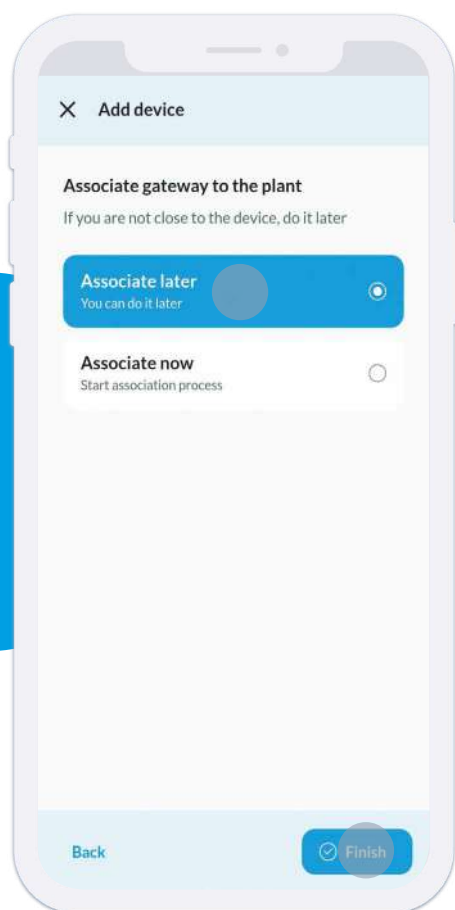 Add device
Associate gateway to the plant
If you are not close to the device, do it later
Associate later
You can do it later
Associate now
Start association process
Back
Finish